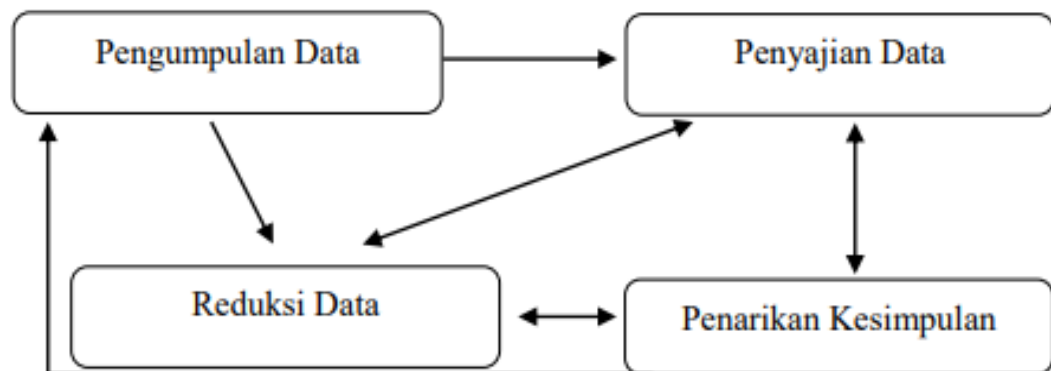 Pengumpulan Data
Penyajian Data
Reduksi Data
Penarikan Kesimpulan